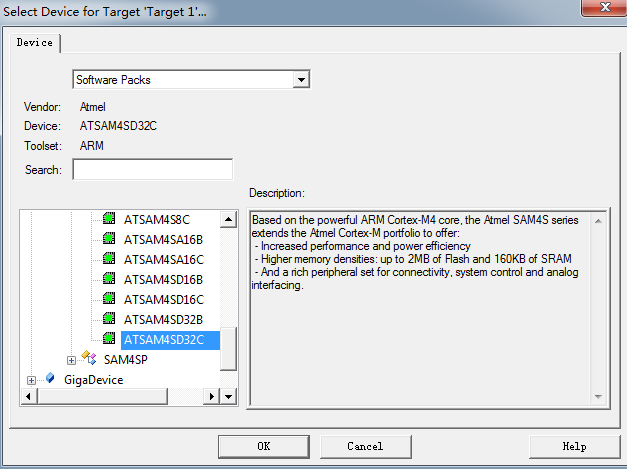 Select Device for Target 'Target 1'...
Device
Software Packs
Vendor: Atmel
Device: ATSAM4SD32C
Toolset: ARM
Search:
ATSAM4S8C
ATSAM4SA16B
ATSAM4SA16C
ATSAM4SD16B
ATSAM4SD16C
ATSAM4SD32B
ATSAM4SD32C
SAM4SP
GigaDevice
Description:
Based on the powerful ARM Cortex-M4 core, the Atmel SAM4S series
extends the Atmel Cortex-M portfolio to offer:
- Increased performance and power efficiency
- Higher memory densities: up to 2MB of Flash and 160KB of SRAM
- And a rich peripheral set for connectivity, system control and analog
interfacing.
OK Cancel Help